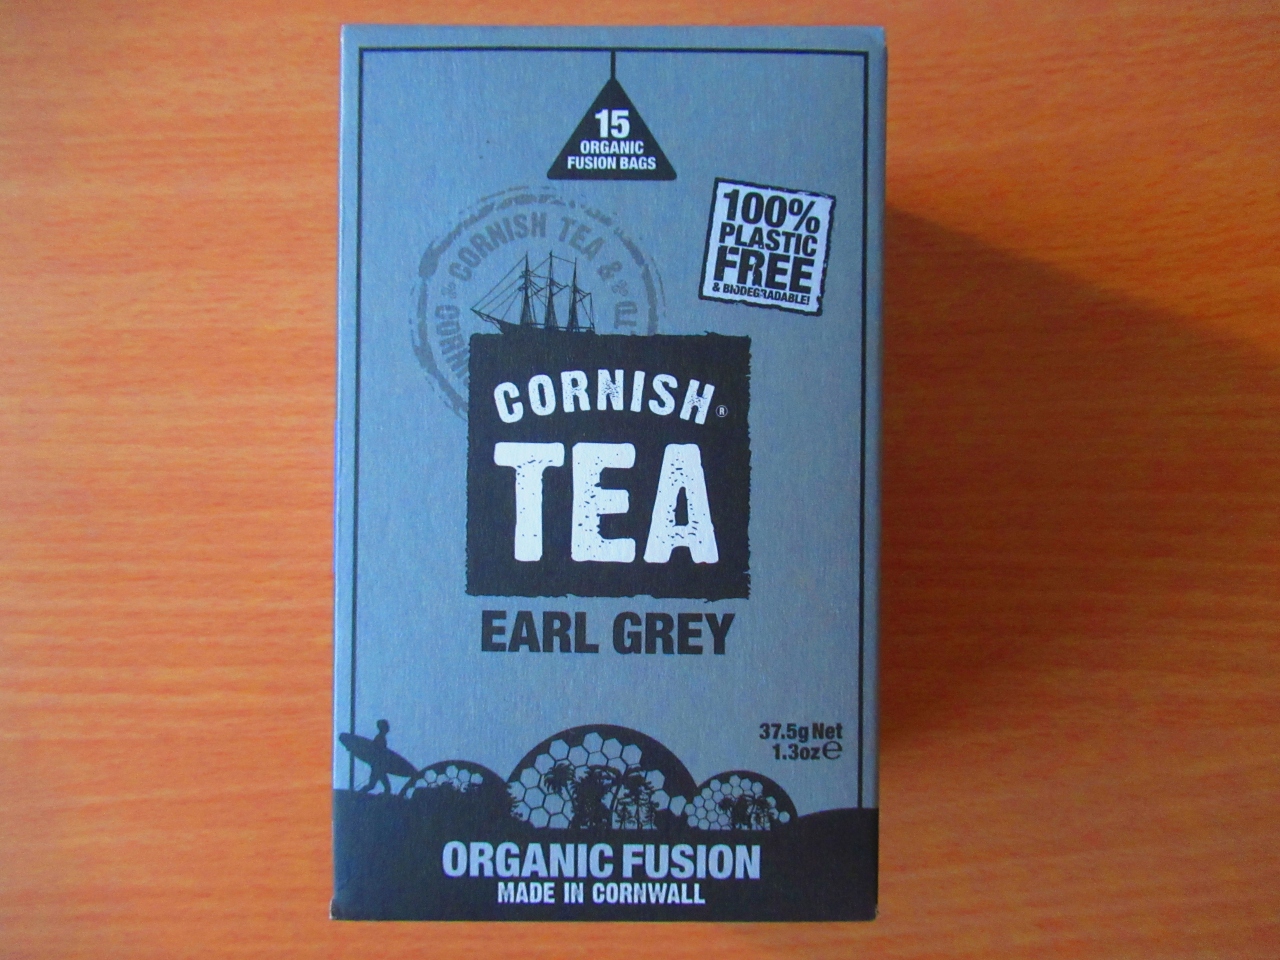 15
ORGANIC
FUSION BAGS
100%
PLASTIC
FREE
& BIODEGRADABLE!
CORNISH TEA &
CORNISH®
TEA
EARL GREY
37.5g Net
1.3oz℮
ORGANIC FUSION
MADE IN CORNWALL